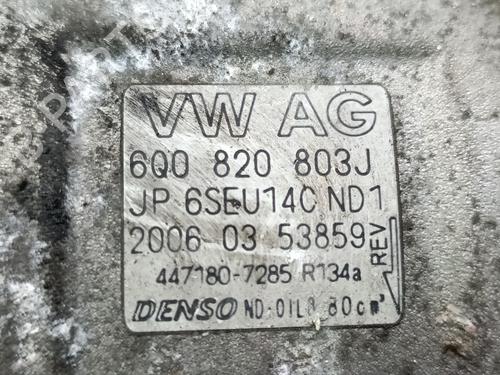 VW AG
6Q0 820 803J
JP 6SEU14C ND1
2006 03 53859
REV
447180-7285 R134a
DENSO ND-OIL8 80cm³